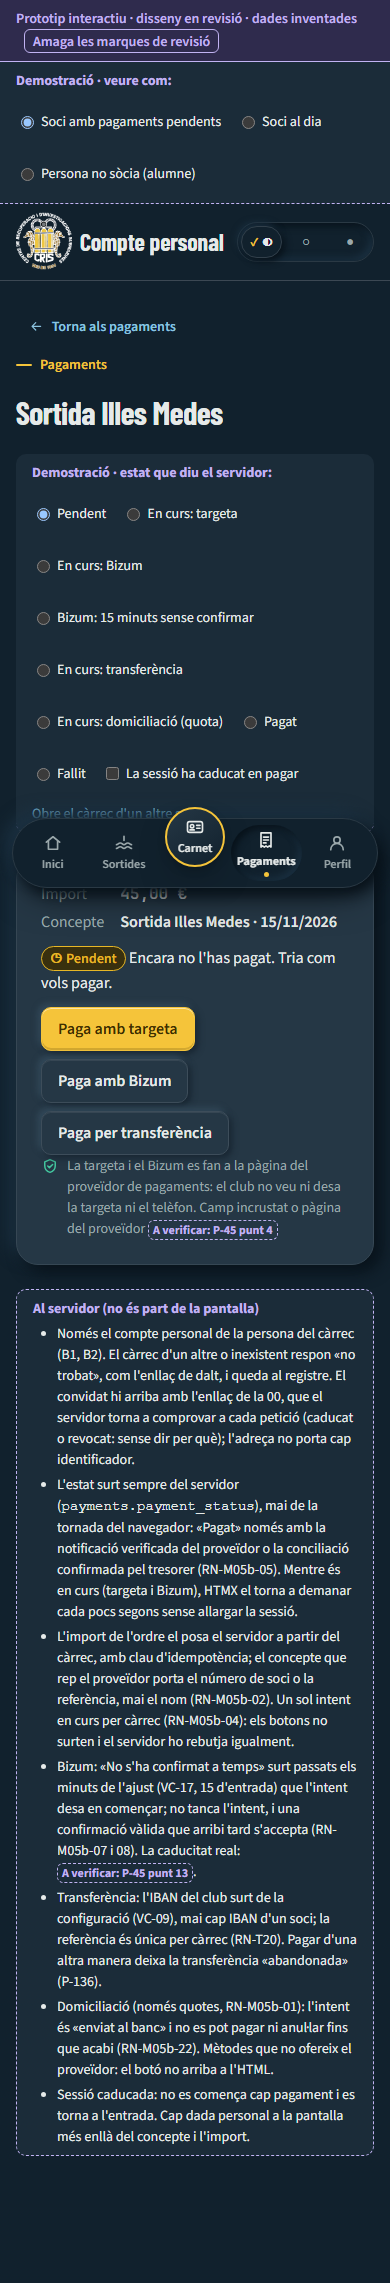 Prototip interactiu · disseny en revisió · dades inventades
Amaga les marques de revisió
Demostració · veure com:
Soci amb pagaments pendents
Soci al dia
Persona no sòcia (alumne)
CRIS
Compte personal
← Torna als pagaments
Pagaments
Sortida Illes Medes
Demostració · estat que diu el servidor:
Pendent
En curs: targeta
En curs: Bizum
Bizum: 15 minuts sense confirmar
En curs: transferència
En curs: domiciliació (quota)
Pagat
Fallit
La sessió ha caducat en pagar
Obre el càrrec d'un altre
Inici
Sortides
Carnet
Pagaments
Perfil
Import 45,00 €
Concepte Sortida Illes Medes · 15/11/2026
Pendent Encara no l'has pagat. Tria com
vols pagar.
Paga amb targeta
Paga amb Bizum
Paga per transferència
La targeta i el Bizum es fan a la pàgina del
proveïdor de pagaments: el club no veu ni desa
la targeta ni el telèfon. Camp incrustat o pàgina
del proveïdor A verificar: P-45 punt 4
Al servidor (no és part de la pantalla)
• Només el compte personal de la persona del càrrec
(B1, B2). El càrrec d'un altre o inexistent respon «no
trobat», com l'enllaç de dalt, i queda al registre. El
convidat hi arriba amb l'enllaç de la 00, que el
servidor torna a comprovar a cada petició (caducat
o revocat: sense dir per què); l'adreça no porta cap
identificador.
• L'estat surt sempre del servidor
(payments.payment_status), mai de la
tornada del navegador: «Pagat» només amb la
notificació verificada del proveïdor o la conciliació
confirmada pel tresorer (RN-M05b-05). Mentre és
en curs (targeta i Bizum), HTMX el torna a demanar
cada pocs segons sense allargar la sessió.
• L'import de l'ordre el posa el servidor a partir del
càrrec, amb clau d'idempotència; el concepte que
rep el proveïdor porta el número de soci o la
referència, mai el nom (RN-M05b-02). Un sol intent
en curs per càrrec (RN-M05b-04): els botons no
surten i el servidor ho rebutja igualment.
• Bizum: «No s'ha confirmat a temps» surt passats els
minuts de l'ajust (VC-17, 15 d'entrada) que l'intent
desa en començar; no tanca l'intent, i una
confirmació vàlida que arribi tard s'accepta (RN-
M05b-07 i 08). La caducitat real:
A verificar: P-45 punt 13.
• Transferència: l'IBAN del club surt de la
configuració (VC-09), mai cap IBAN d'un soci; la
referència és única per càrrec (RN-T20). Pagar d'una
altra manera deixa la transferència «abandonada»
(P-136).
• Domiciliació (només quotes, RN-M05b-01): l'intent
és «enviat al banc» i no es pot pagar ni anul·lar fins
que acabi (RN-M05b-22). Mètodes que no ofereix el
proveïdor: el botó no arriba a l'HTML.
• Sessió caducada: no es comença cap pagament i es
torna a l'entrada. Cap dada personal a la pantalla
més enllà del concepte i l'import.